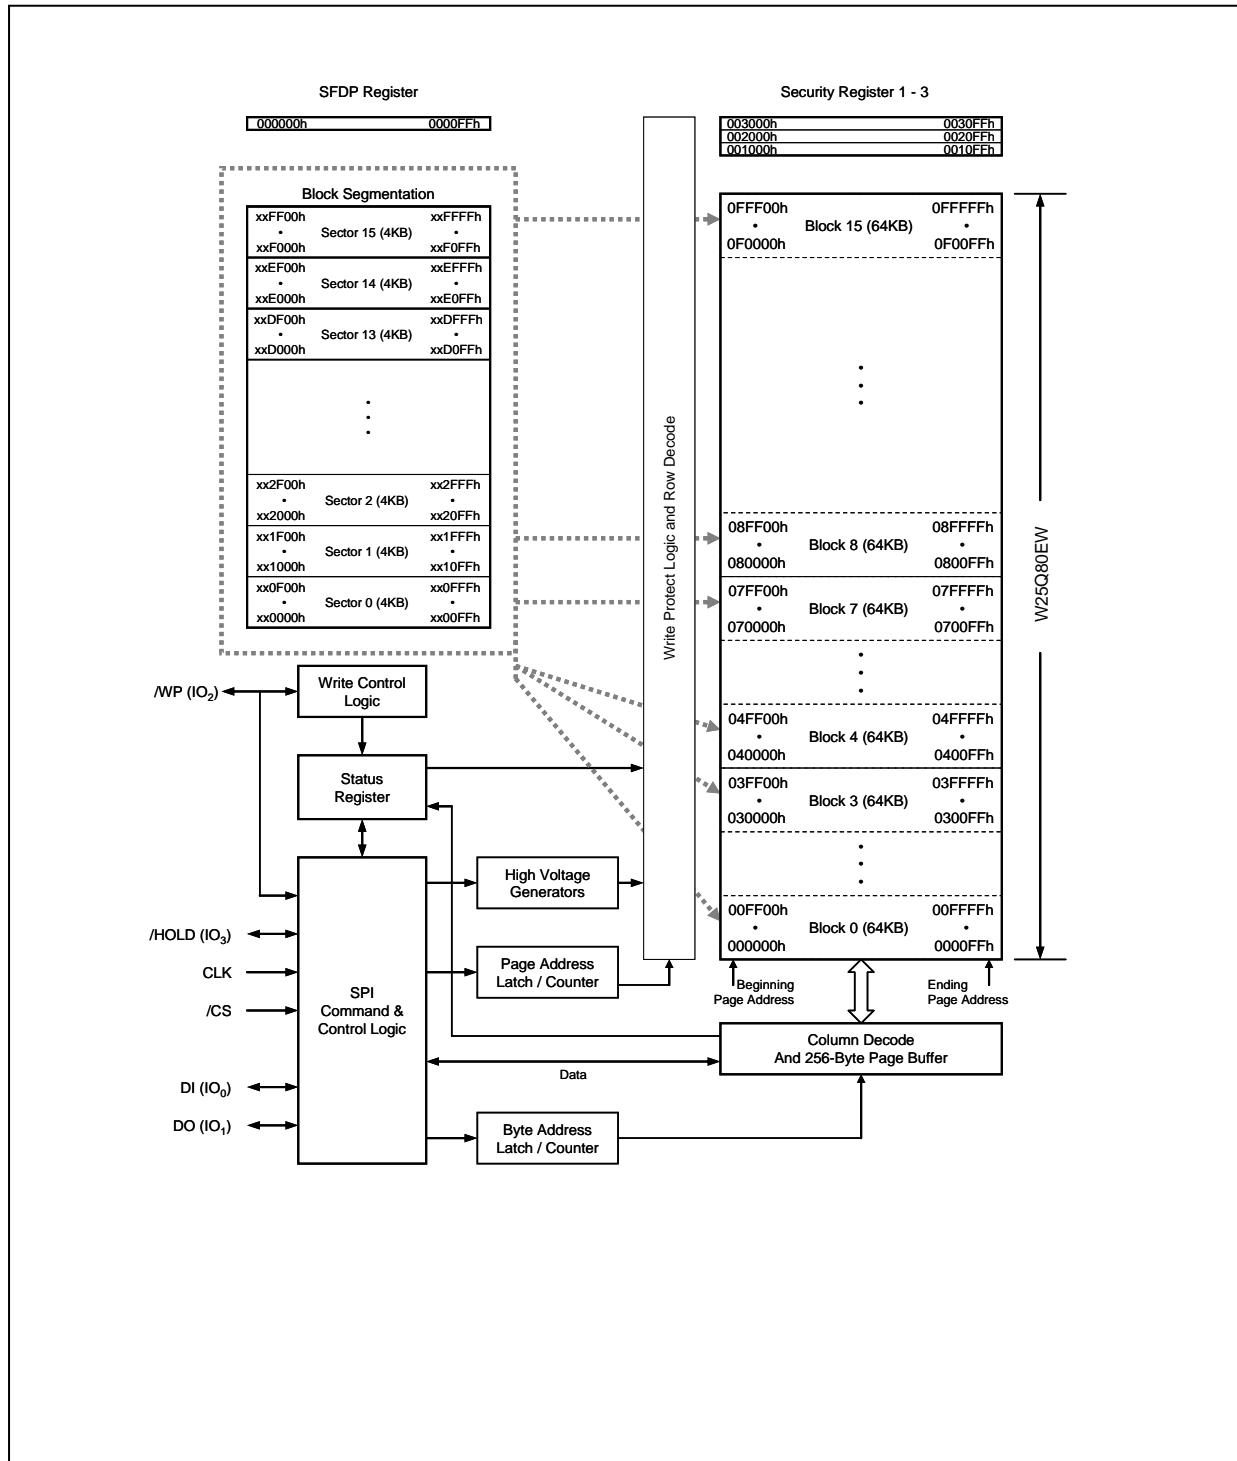 SFDP Register
000000h 0000FFh
Security Register 1 - 3
003000h 0030FFh
002000h 0020FFh
001000h 0010FFh
Block Segmentation
xxFF00h xxFFFFh
Sector 15 (4KB)
xxF000h xxF0FFh
xxEF00h xxEFFFh
Sector 14 (4KB)
xxE000h xxE0FFh
xxDF00h xxDFFFh
Sector 13 (4KB)
xxD000h xxD0FFh
xx2F00h xx2FFFh
Sector 2 (4KB)
xx2000h xx20FFh
xx1F00h xx1FFFh
Sector 1 (4KB)
xx1000h xx10FFh
xx0F00h xx0FFFh
Sector 0 (4KB)
xx0000h xx00FFh
Write Protect Logic and Row Decode
0FFF00h 0FFFFFh
Block 15 (64KB)
0F0000h 0F00FFh
08FF00h 08FFFFh
Block 8 (64KB)
080000h 0800FFh
07FF00h 07FFFFh
Block 7 (64KB)
070000h 0700FFh
04FF00h 04FFFFh
Block 4 (64KB)
040000h 0400FFh
03FF00h 03FFFFh
Block 3 (64KB)
030000h 0300FFh
00FF00h 00FFFFh
Block 0 (64KB)
000000h 0000FFh
W25Q80EW
Beginning
Page Address
Ending
Page Address
/WP (IO2)
Write Control
Logic
Status
Register
High Voltage
Generators
/HOLD (IO3)
CLK
/CS
DI (IO0)
DO (IO1)
SPI
Command &
Control Logic
Page Address
Latch / Counter
Column Decode
And 256-Byte Page Buffer
Data
Byte Address
Latch / Counter